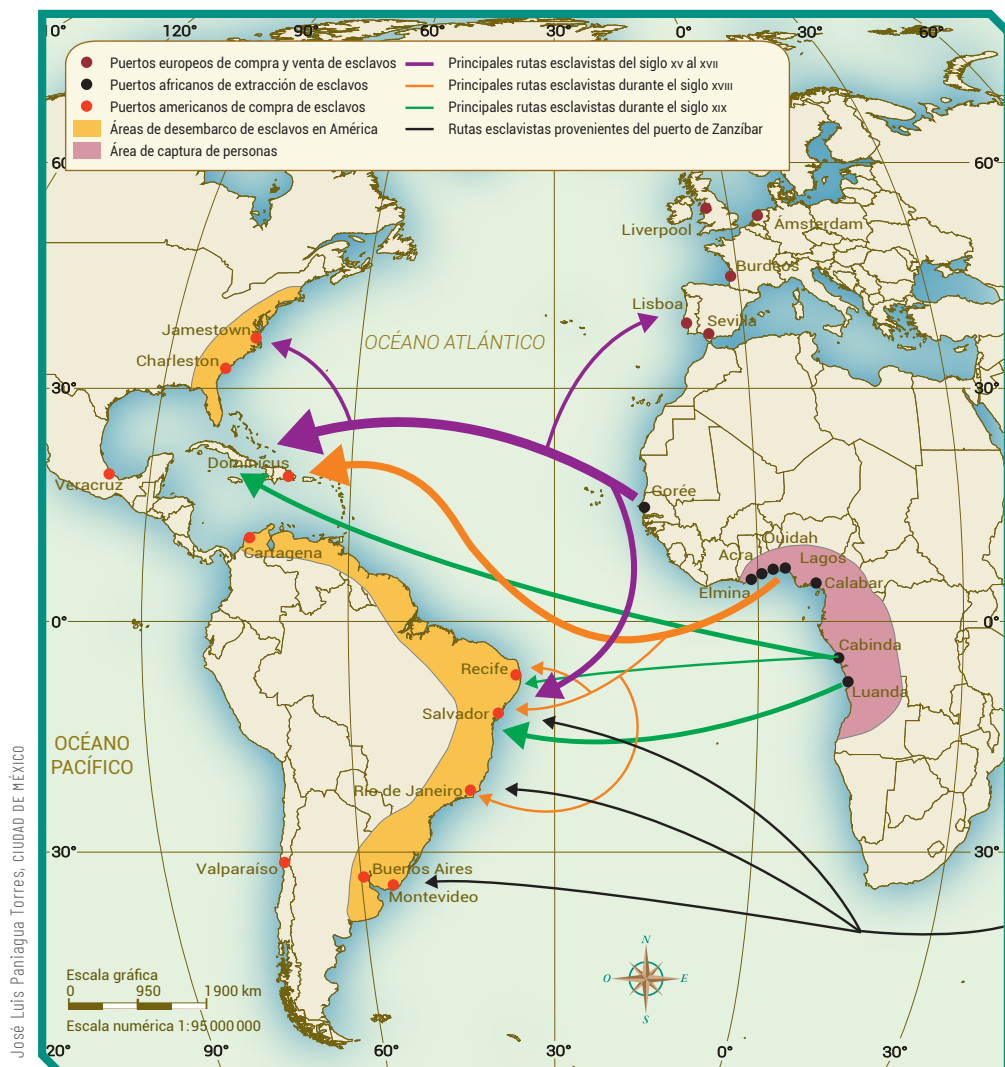 10°
120°
90°
60°
30°
0°
30°
60°
Puertos europeos de compra y venta de esclavos
Puertos africanos de extracción de esclavos
Puertos americanos de compra de esclavos
Áreas de desembarco de esclavos en América
Área de captura de personas
Principales rutas esclavistas del siglo XV al XVII
Principales rutas esclavistas durante el siglo XVIII
Principales rutas esclavistas durante el siglo XIX
Rutas esclavistas provenientes del puerto de Zanzíbar
60
60°
Liverpool
Ámsterdam
Burdeos
Lisboa
Sevilla
Jamestown
OCÉANO ATLÁNTICO
Charleston
30°
30°
Dominicus
Veracruz
Gorée
Cartagena
Ouidah
Acra
Lagos
Elmina
Calabar
0°
0°
Cabinda
Recife
Luanda
Salvador
OCÉANO
PACÍFICO
Río de Janeiro
30°
30°
Valparaíso
Buenos Aires
Montevideo
N
O
E
S
Escala gráfica
0
950
1900 km
Escala numérica 1:95 000 000
20°
90°
60°
30°
0°
30°
José Luis Paniagua Torres, CIUDAD DE MÉXICO